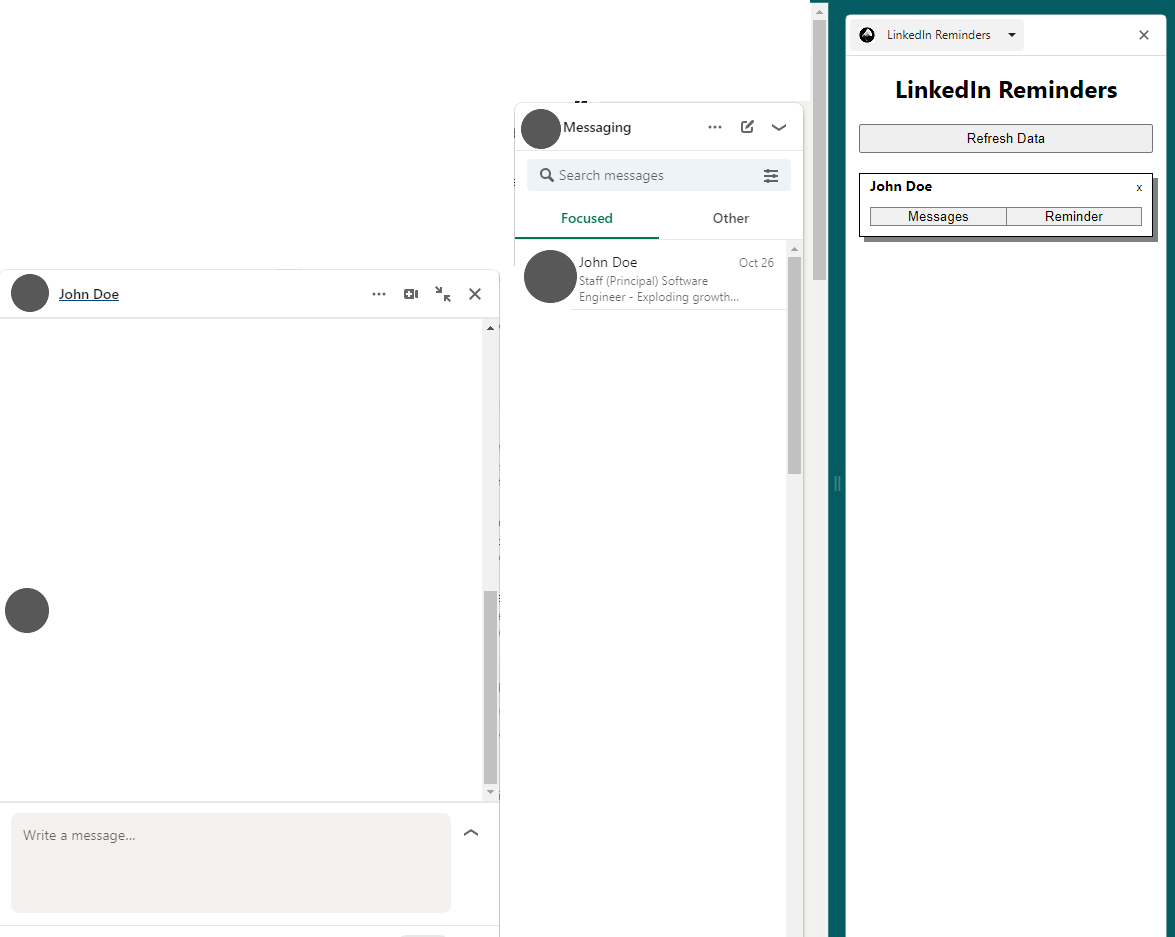 LinkedIn Reminders
LinkedIn Reminders
Refresh Data
John Doe
x
Messages
Reminder
Messaging
Search messages
Focused
Other
John Doe
Oct 26
Staff (Principal) Software
Engineer - Exploding growth...
John Doe
Write a message...